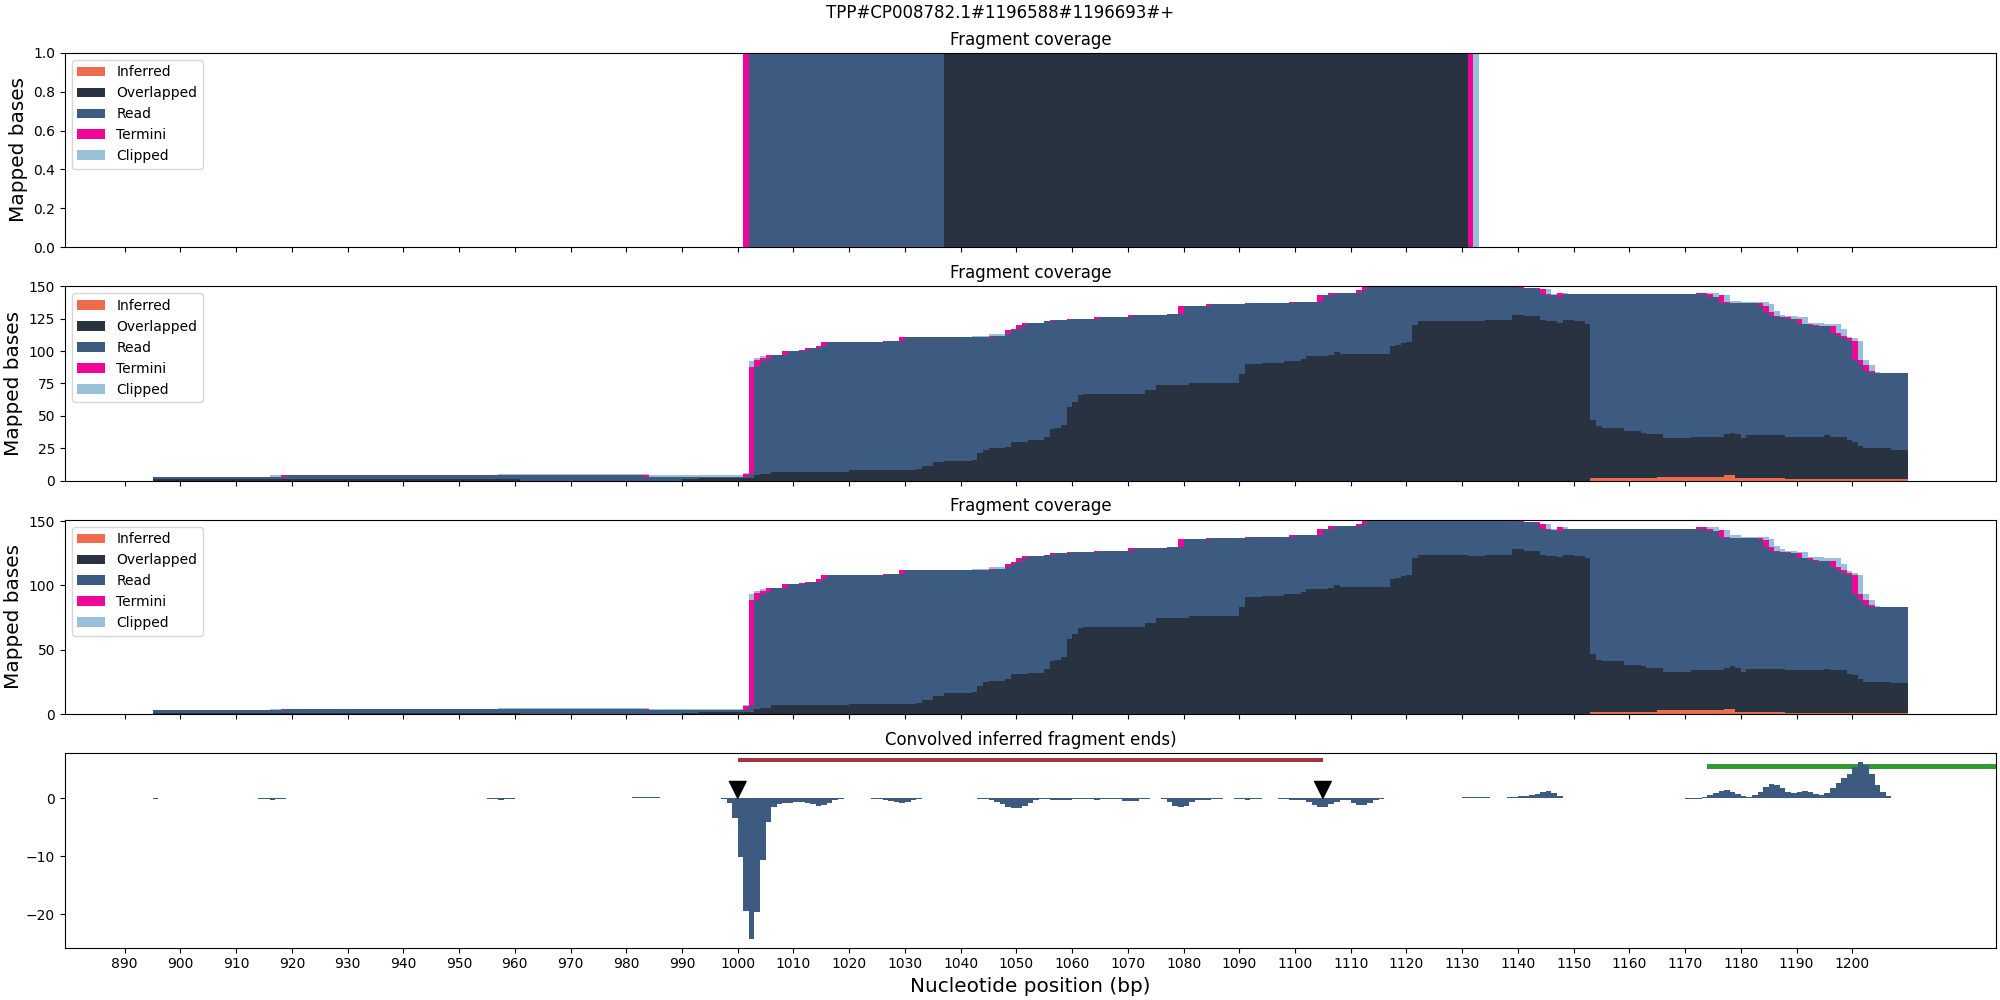 TPP#CP008782.1#1196588#1196693#+
Fragment coverage
Mapped bases
1.0
0.8
0.6
0.4
0.2
0.0
Inferred
Overlapped
Read
Termini
Clipped
Fragment coverage
Mapped bases
150
125
100
75
50
25
0
Inferred
Overlapped
Read
Termini
Clipped
Fragment coverage
Mapped bases
150
100
50
0
Inferred
Overlapped
Read
Termini
Clipped
Convolved inferred fragment ends)
0
−10
−20
890 900 910 920 930 940 950 960 970 980 990 1000 1010 1020 1030 1040 1050 1060 1070 1080 1090 1100 1110 1120 1130 1140 1150 1160 1170 1180 1190 1200
Nucleotide position (bp)